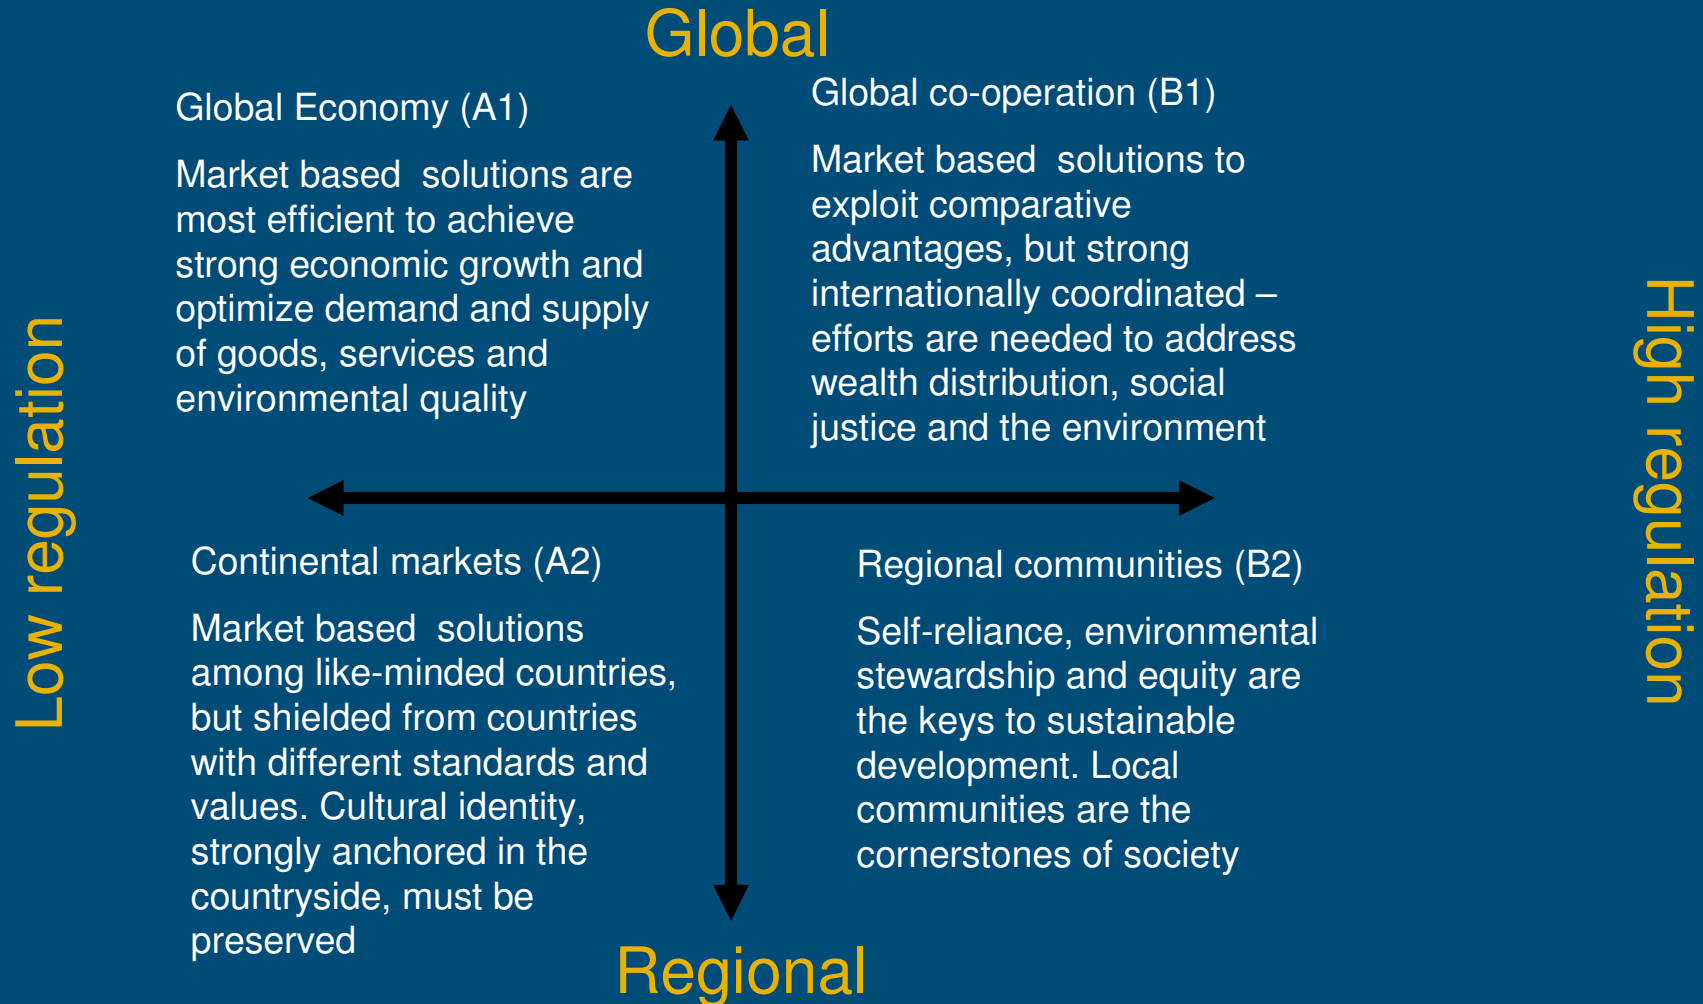 Global
Global Economy (A1)
Market based  solutions are
most efficient to achieve
strong economic growth and
optimize demand and supply
of goods, services and
environmental quality
Global co-operation (B1)
Market based  solutions to
exploit comparative
advantages, but strong
internationally coordinated –
efforts are needed to address
wealth distribution, social
justice and the environment
Low regulation
High regulation
Continental markets (A2)
Market based  solutions
among like-minded countries,
but shielded from countries
with different standards and
values. Cultural identity,
strongly anchored in the
countryside, must be
preserved
Regional communities (B2)
Self-reliance, environmental
stewardship and equity are
the keys to sustainable
development. Local
communities are the
cornerstones of society
Regional